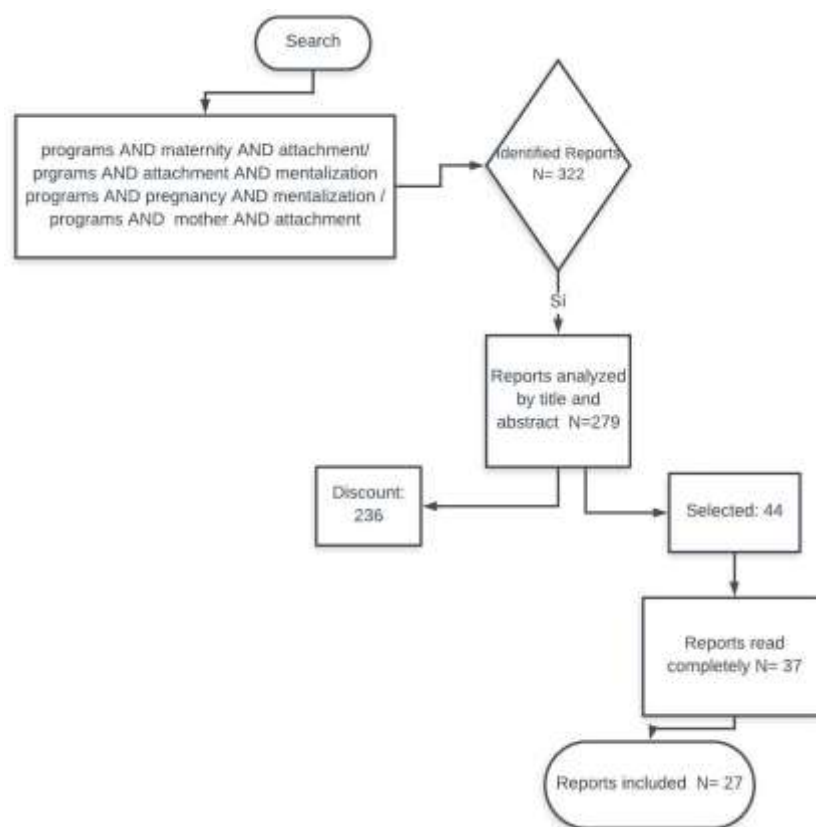 Search
programs AND maternity AND attachment/
prgrams AND attachment AND mentalization
programs AND pregnancy AND mentalization /
programs AND mother AND attachment
Identified Reports
N= 322
Si
Reports analyzed
by title and
abstract N=279
Discount:
236
Selected: 44
Reports read
completely N= 37
Reports included N= 27